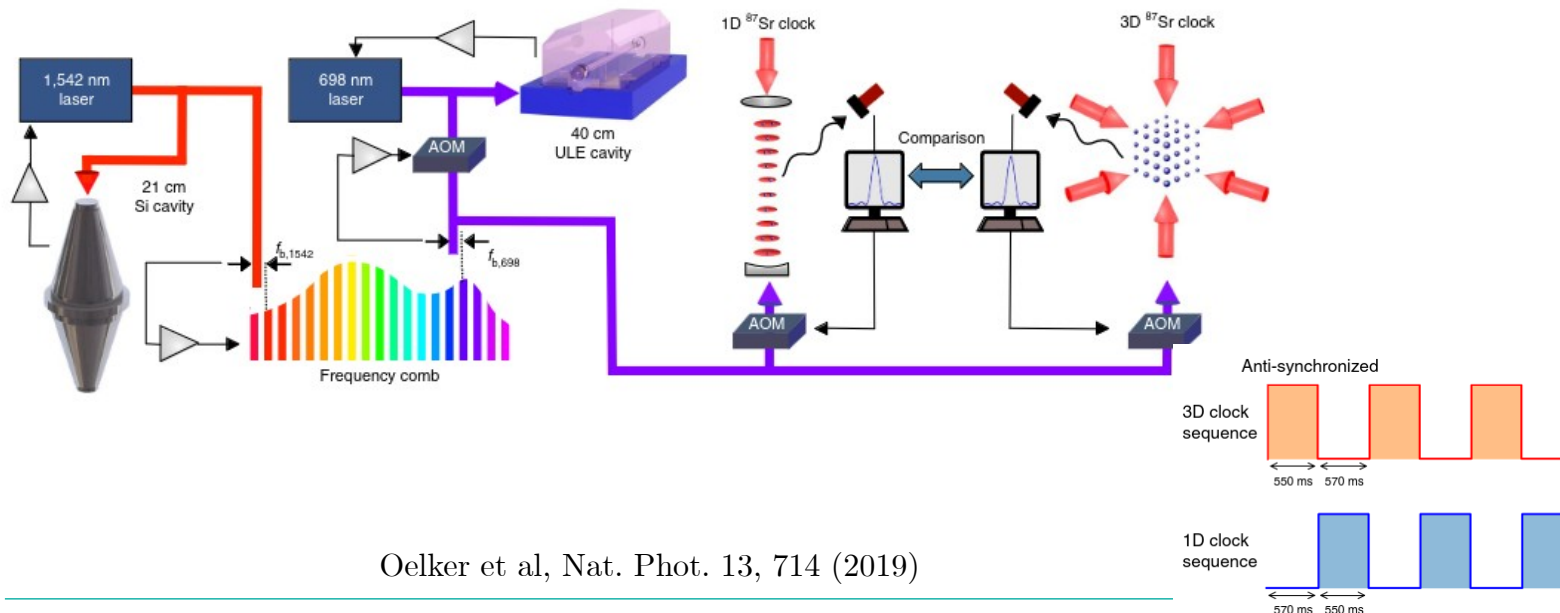 1,542 nm
laser
21 cm
Si cavity
f_b,1542
698 nm
laser
AOM
40 cm
ULE cavity
f_b,698
Frequency comb
1D ⁸⁷Sr clock
Comparison
3D ⁸⁷Sr clock
AOM
AOM
Anti-synchronized
3D clock
sequence
550 ms
570 ms
1D clock
sequence
570 ms
550 ms
Oelker et al, Nat. Phot. 13, 714 (2019)